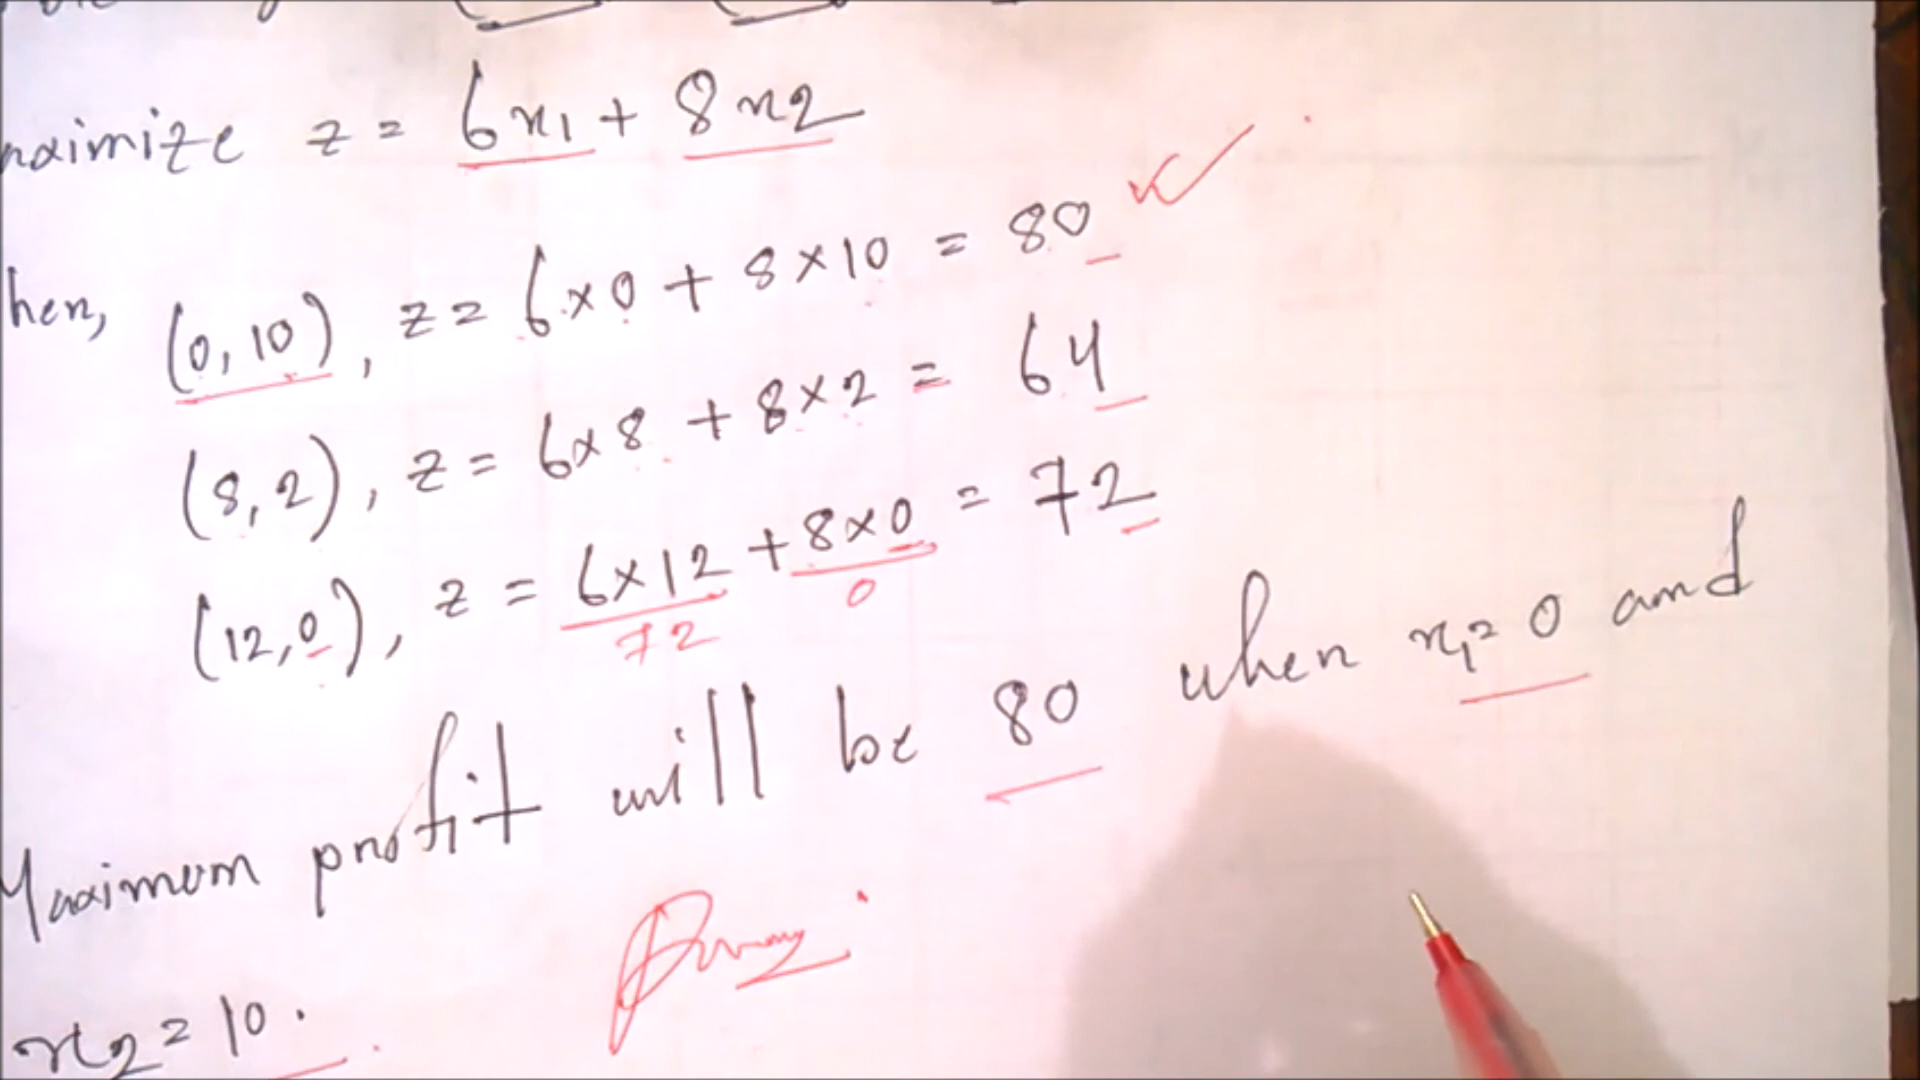 maximize z = 6x1 + 8x2
hen, (0,10), z = 6×0 + 8×10 = 80
(8,2), z = 6×8 + 8×2 = 64
(12,0), z = 6×12 + 8×0 = 72
72 0
Maximum profit will be 80 when x1 = 0 and
x2 = 10.